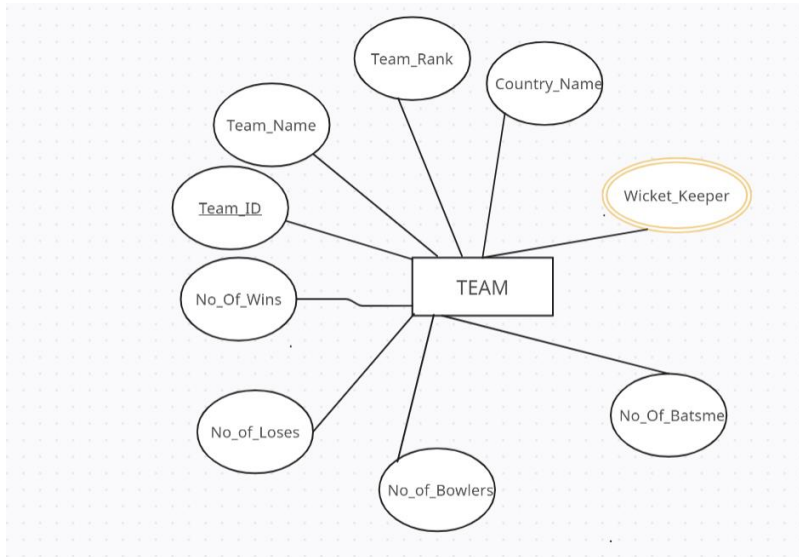 Team_Rank
Country_Name
Team_Name
Wicket_Keeper
Team_ID
TEAM
No_Of_Wins
No_Of_Batsme
No_of_Loses
No_of_Bowlers